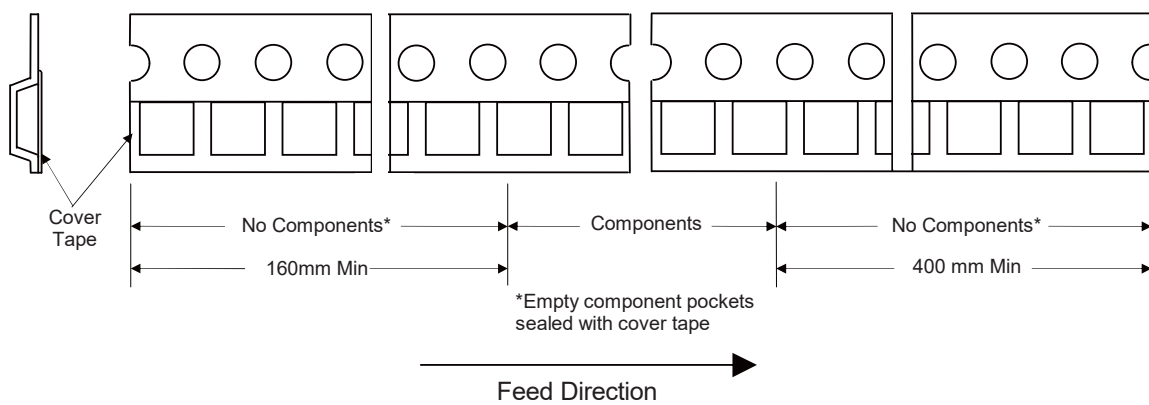 Cover
Tape
No Components*
Components
No Components*
160mm Min
400 mm Min
*Empty component pockets
sealed with cover tape
Feed Direction